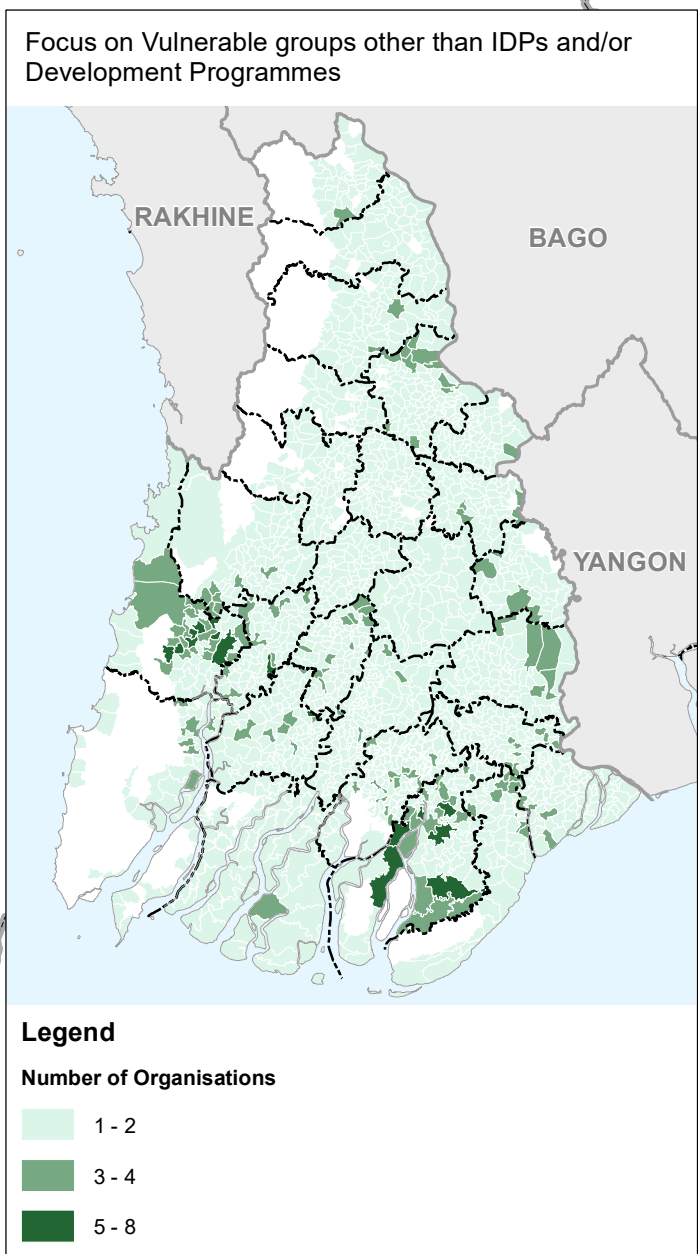 Focus on Vulnerable groups other than IDPs and/or
Development Programmes
RAKHINE
BAGO
YANGON
Legend
Number of Organisations
1 - 2
3 - 4
5 - 8